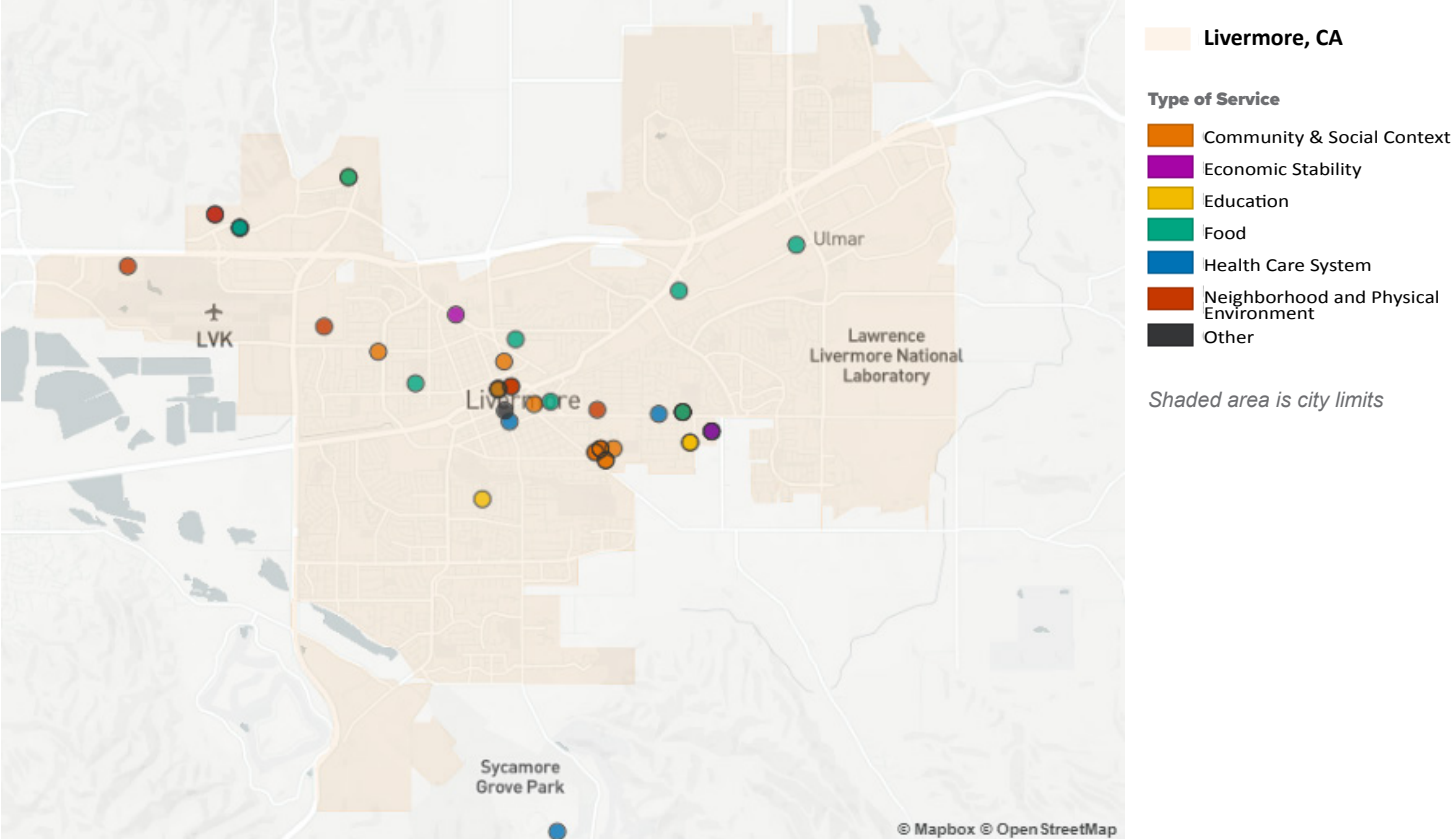 Livermore, CA
Type of Service
Community & Social Context
Economic Stability
Education
Food
Health Care System
Neighborhood and Physical
Environment
Other
Shaded area is city limits
Ulmar
LVK
Lawrence
Livermore National
Laboratory
Livermore
Sycamore
Grove Park
© Mapbox © OpenStreetMap